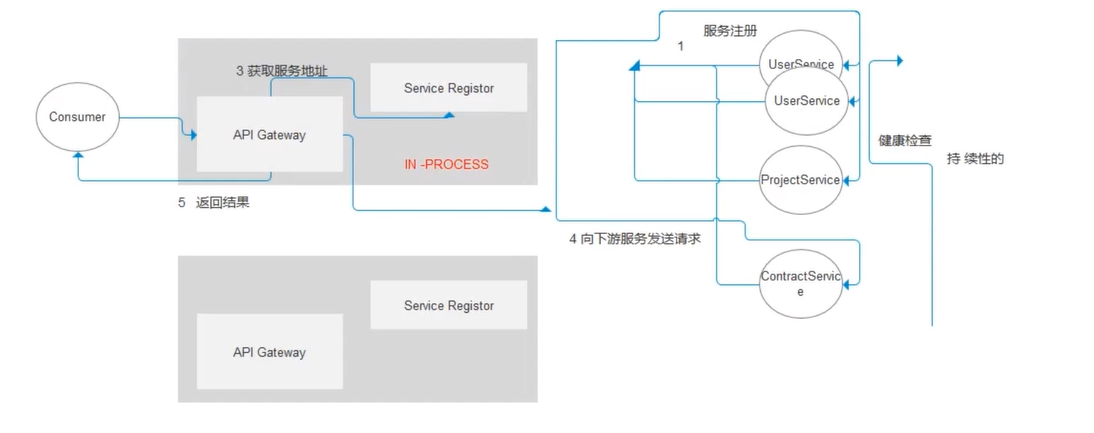 服务注册
1
UserService
3 获取服务地址
Service Registor
Consumer
API Gateway
UserService
IN -PROCESS
健康检查
持 续性的
ProjectService
5 返回结果
4 向下游服务发送请求
ContractServic
e
Service Registor
API Gateway